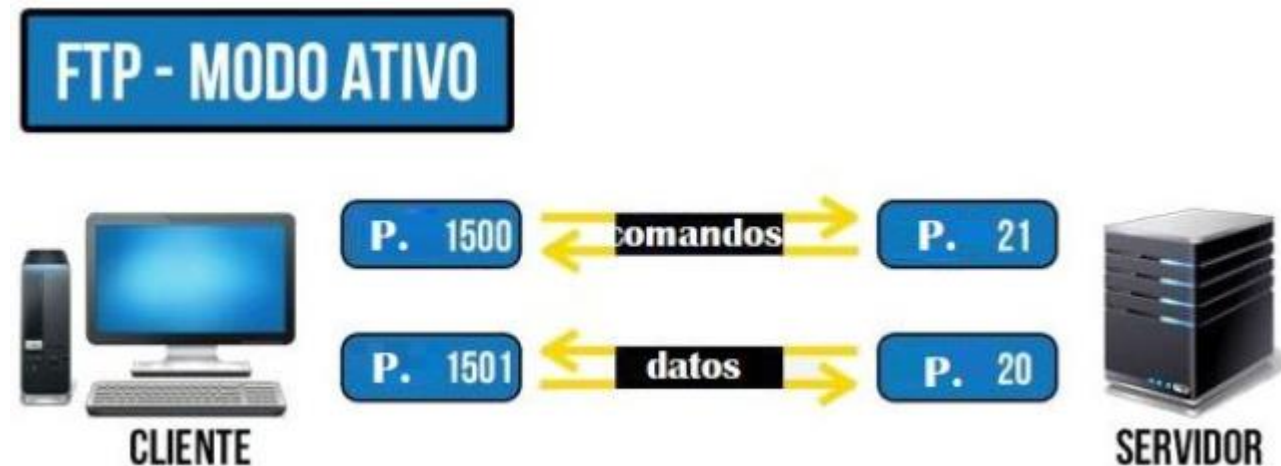 FTP - MODO ATIVO
P. 1500
comandos
P. 21
P. 1501
datos
P. 20
CLIENTE
SERVIDOR